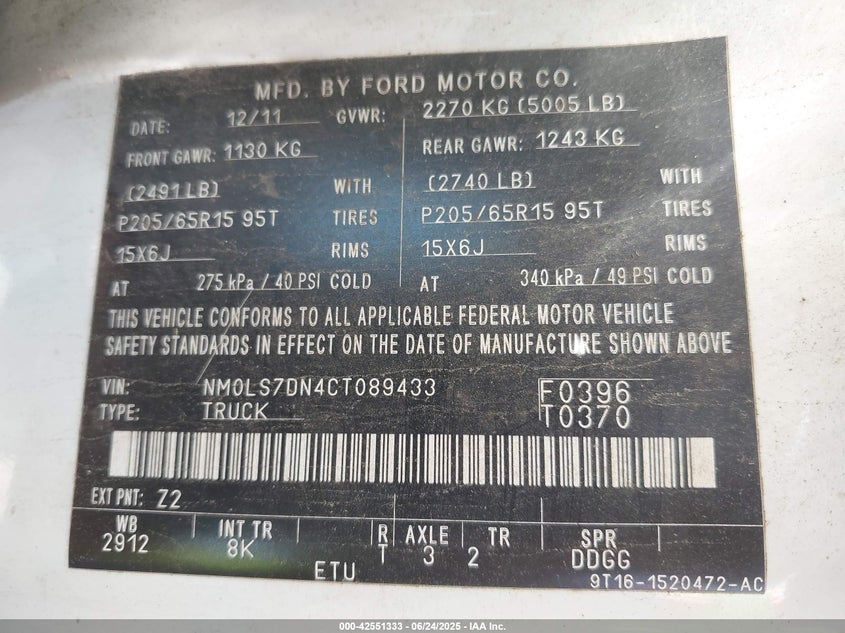 MFD. BY FORD MOTOR CO.
DATE: 12/11 GVWR: 2270 KG (5005 LB)
FRONT GAWR: 1130 KG REAR GAWR: 1243 KG
(2491 LB) WITH (2740 LB) WITH
P205/65R15 95T TIRES P205/65R15 95T TIRES
15X6J RIMS 15X6J RIMS
AT 275 kPa / 40 PSI COLD AT 340 kPa / 49 PSI COLD
THIS VEHICLE CONFORMS TO ALL APPLICABLE FEDERAL MOTOR VEHICLE
SAFETY STANDARDS IN EFFECT ON THE DATE OF MANUFACTURE SHOWN ABOVE
VIN: NM0LS7DN4CT089433 F0396
TYPE: TRUCK T0370
EXT PNT: Z2
WB INT TR R AXLE TR SPR
2912 8K T 3 2 DDGG
ETU 9T16-1520472-AC
000-42551333 - 06/24/2025 - IAA Inc.